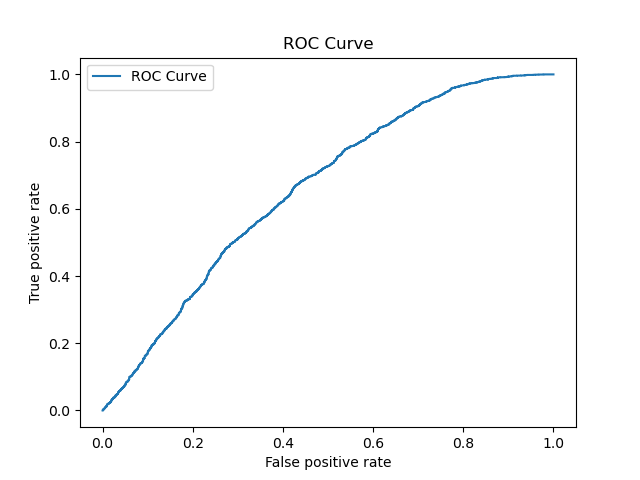 ROC Curve
ROC Curve
1.0
0.8
0.6
0.4
0.2
0.0
True positive rate
0.0 0.2 0.4 0.6 0.8 1.0
False positive rate